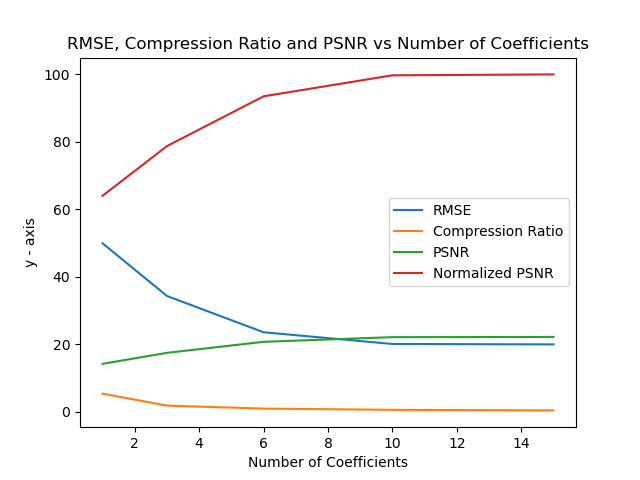 RMSE, Compression Ratio and PSNR vs Number of Coefficients
100
80
60
40
20
0
y - axis
RMSE
Compression Ratio
PSNR
Normalized PSNR
2 4 6 8 10 12 14
Number of Coefficients